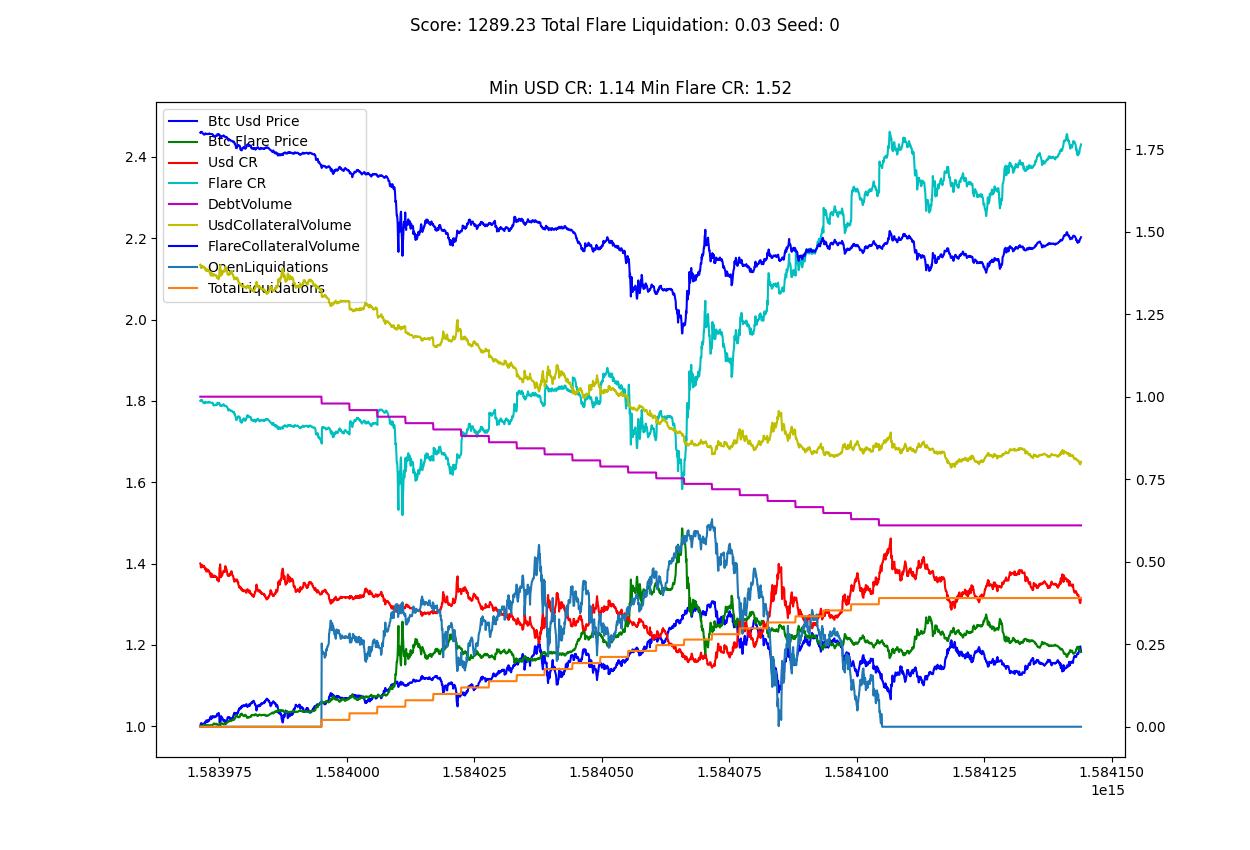 Score: 1289.23 Total Flare Liquidation: 0.03 Seed: 0
Min USD CR: 1.14 Min Flare CR: 1.52
Btc Usd Price
Btc Flare Price
Usd CR
Flare CR
DebtVolume
UsdCollateralVolume
FlareCollateralVolume
OpenLiquidations
TotalLiquidations
2.4
2.2
2.0
1.8
1.6
1.4
1.2
1.0
1.75
1.50
1.25
1.00
0.75
0.50
0.25
0.00
1.583975
1.584000
1.584025
1.584050
1.584075
1.584100
1.584125
1.584150
1e15